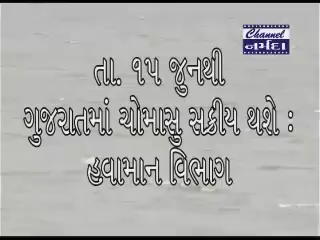 Channel
નર્મદા
તા. ૧૫ જુનથી
ગુજરાતમાં ચોમાસુ સક્રીય થશે :
હવામાન વિભાગ